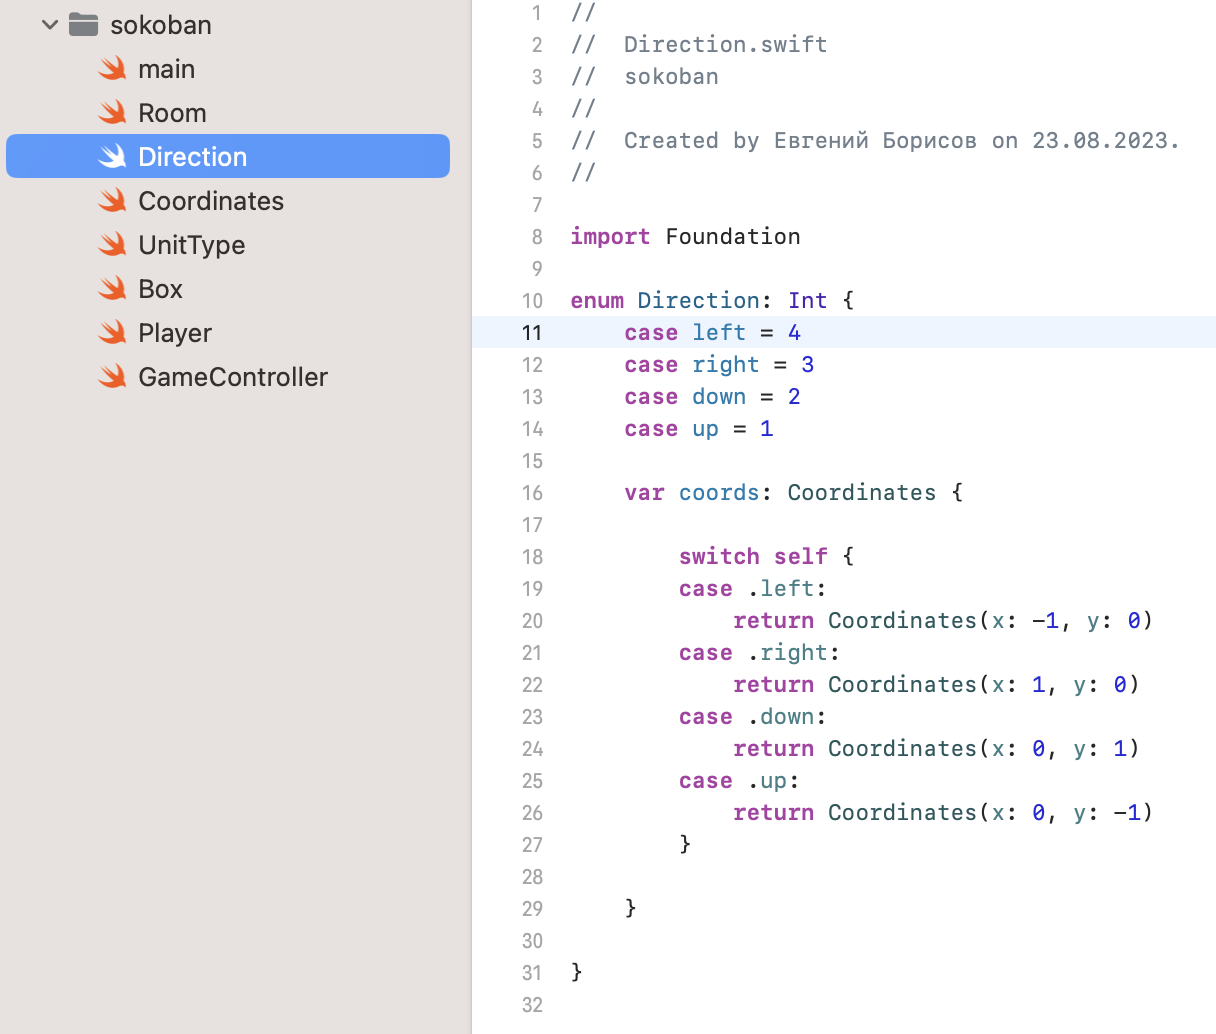 sokoban
main
Room
Direction
Coordinates
UnitType
Box
Player
GameController
1 //
2 //  Direction.swift
3 //  sokoban
4 //
5 //  Created by Евгений Борисов on 23.08.2023.
6 //
7
8 import Foundation
9
10 enum Direction: Int {
11     case left = 4
12     case right = 3
13     case down = 2
14     case up = 1
15
16     var coords: Coordinates {
17
18         switch self {
19         case .left:
20             return Coordinates(x: -1, y: 0)
21         case .right:
22             return Coordinates(x: 1, y: 0)
23         case .down:
24             return Coordinates(x: 0, y: 1)
25         case .up:
26             return Coordinates(x: 0, y: -1)
27         }
28
29     }
30
31 }
32